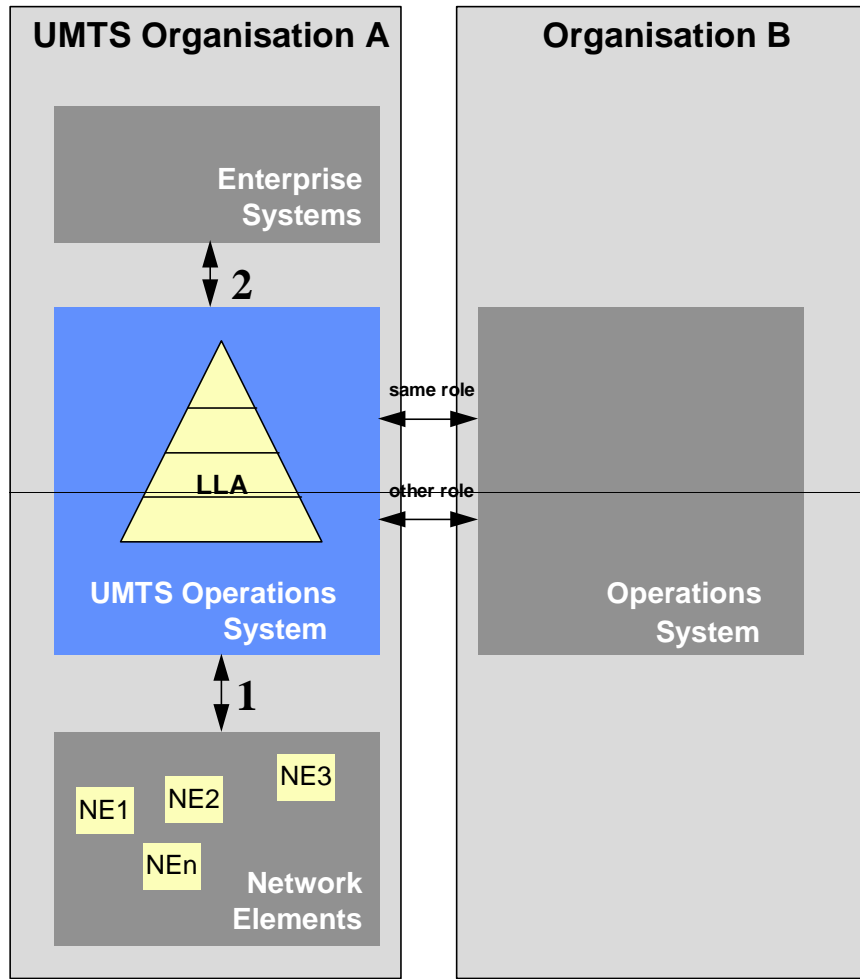 UMTS Organisation A
Organisation B
Enterprise
Systems
2
same role
LLA
other role
UMTS Operations
System
Operations
System
1
NE3
NE2
NE1
NEn
Network
Elements